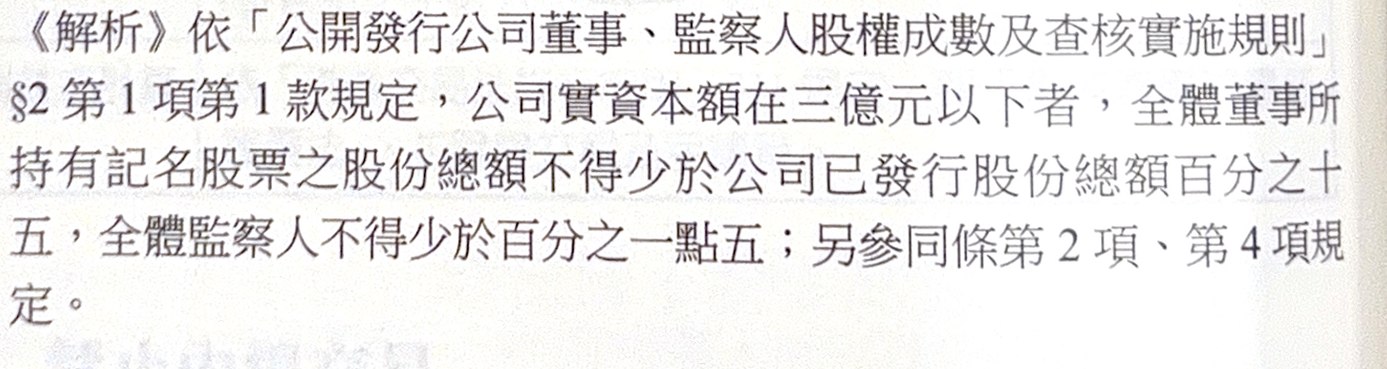 《解析》依「公開發行公司董事、監察人股權成數及查核實施規則」
§2 第 1 項第 1 款規定，公司實資本額在三億元以下者，全體董事所
持有記名股票之股份總額不得少於公司已發行股份總額百分之十
五，全體監察人不得少於百分之一點五；另參同條第 2 項、第 4 項規
定。